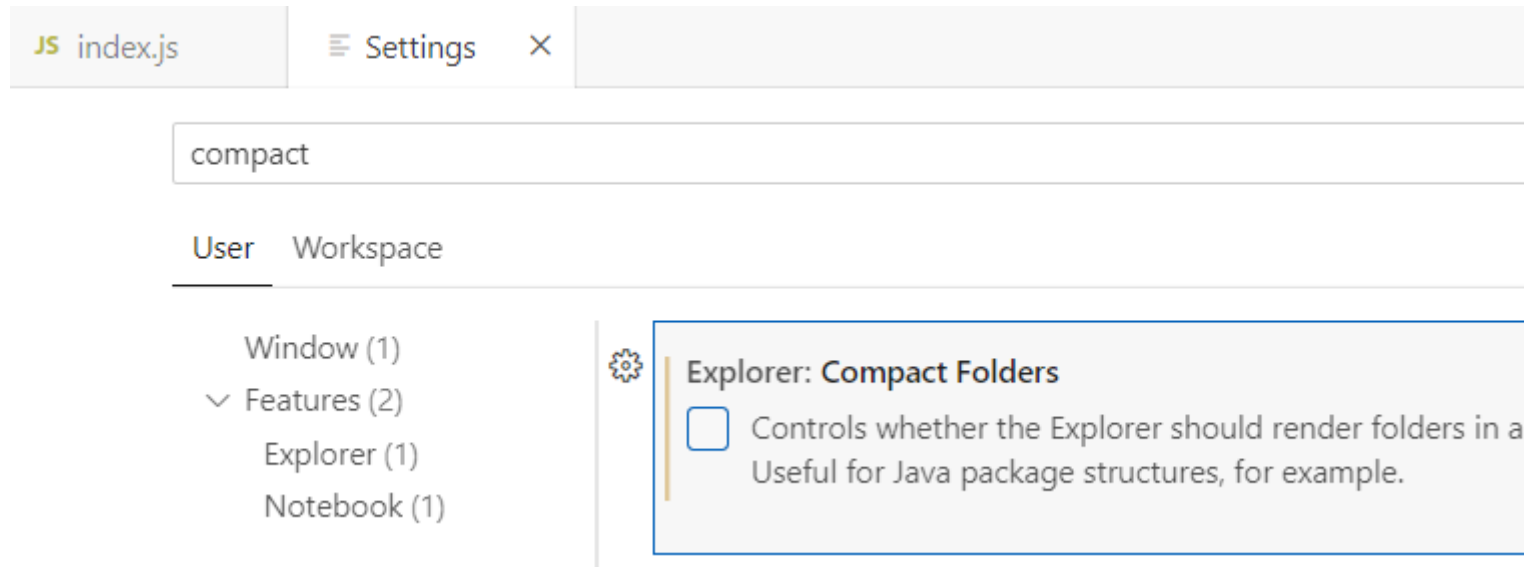 JS index.js Settings
compact
User Workspace
Window (1)
Features (2)
Explorer (1)
Notebook (1)
Explorer: Compact Folders
Controls whether the Explorer should render folders in a
Useful for Java package structures, for example.